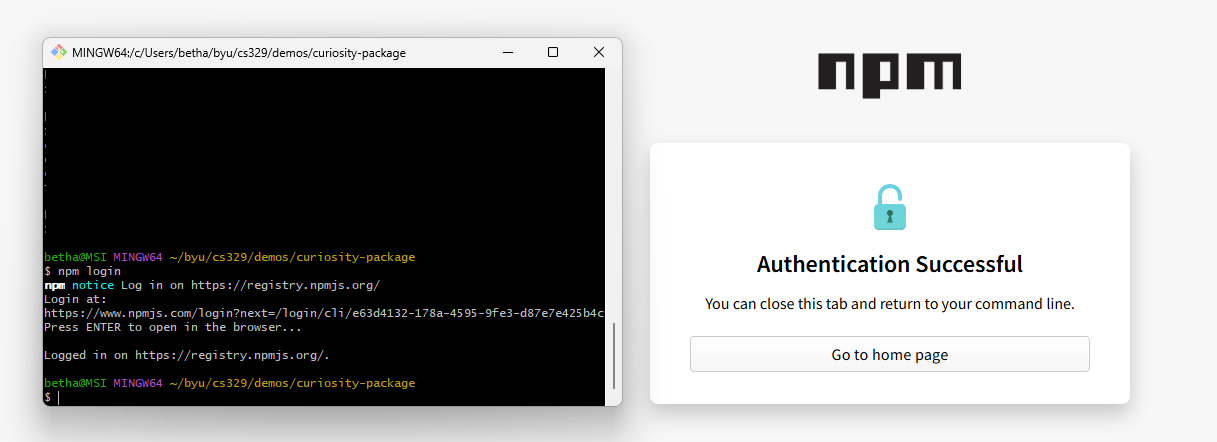 MINGW64:/c/Users/betha/byu/cs329/demos/curiosity-package
betha@MSI MINGW64 ~/byu/cs329/demos/curiosity-package
$ npm login
npm notice Log in on https://registry.npmjs.org/
Login at:
https://www.npmjs.com/login?next=/login/cli/e63d4132-178a-4595-9fe3-d87e7e425b4c
Press ENTER to open in the browser...
Logged in on https://registry.npmjs.org/.
betha@MSI MINGW64 ~/byu/cs329/demos/curiosity-package
$
npm
Authentication Successful
You can close this tab and return to your command line.
Go to home page